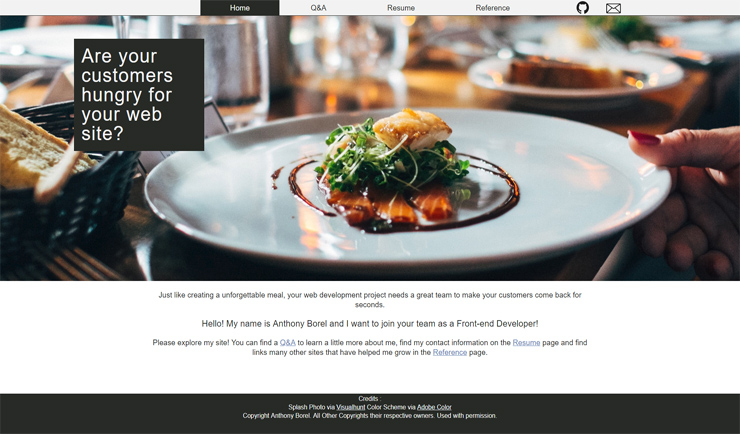 Home Q&A Resume Reference
Are your
customers
hungry for
your web
site?
Just like creating a unforgettable meal, your web development project needs a great team to make your customers come back for
seconds.
Hello! My name is Anthony Borel and I want to join your team as a Front-end Developer!
Please explore my site! You can find a Q&A to learn a little more about me, find my contact information on the Resume page and find
links many other sites that have helped me grow in the Reference page.
Credits :
Splash Photo via Visualhunt Color Scheme via Adobe Color
Copyright Anthony Borel. All Other Copyrights their respective owners. Used with permission.